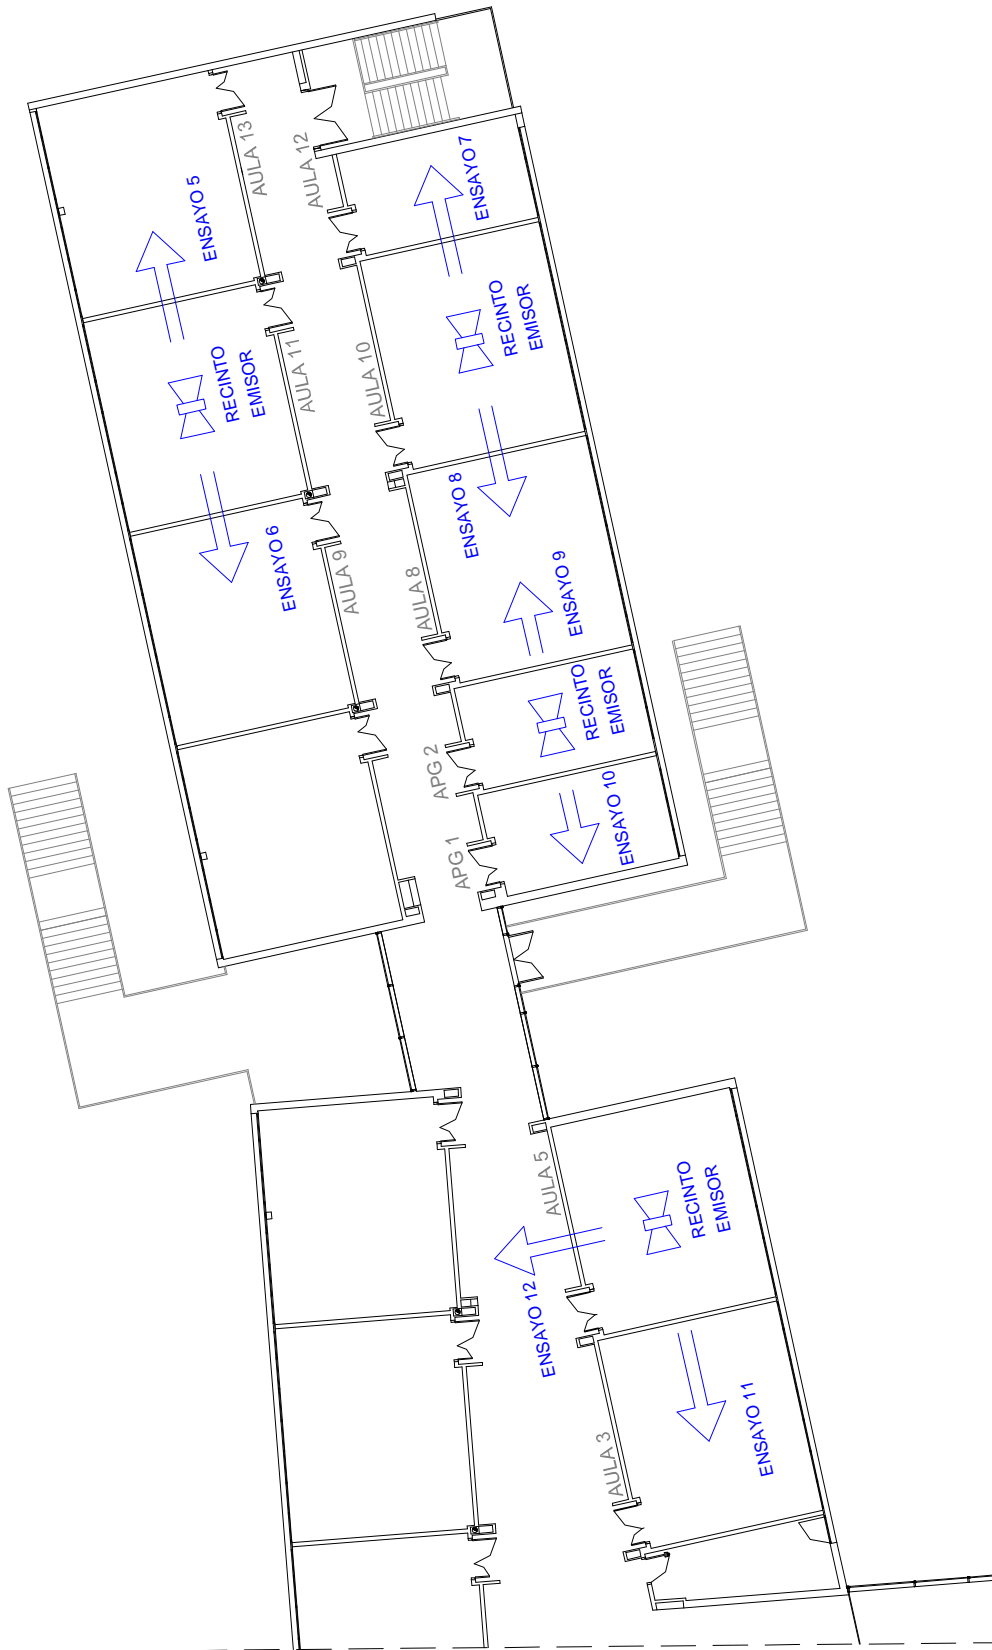 AULA 13
AULA 12
ENSAYO 7
ENSAYO 5
RECINTO
EMISOR
AULA 11
AULA 10
RECINTO
EMISOR
ENSAYO 8
ENSAYO 6
AULA 9
AULA 8
ENSAYO 9
RECINTO
EMISOR
APG 2
ENSAYO 10
APG 1
AULA 5
RECINTO
EMISOR
ENSAYO 12
ENSAYO 11
AULA 3